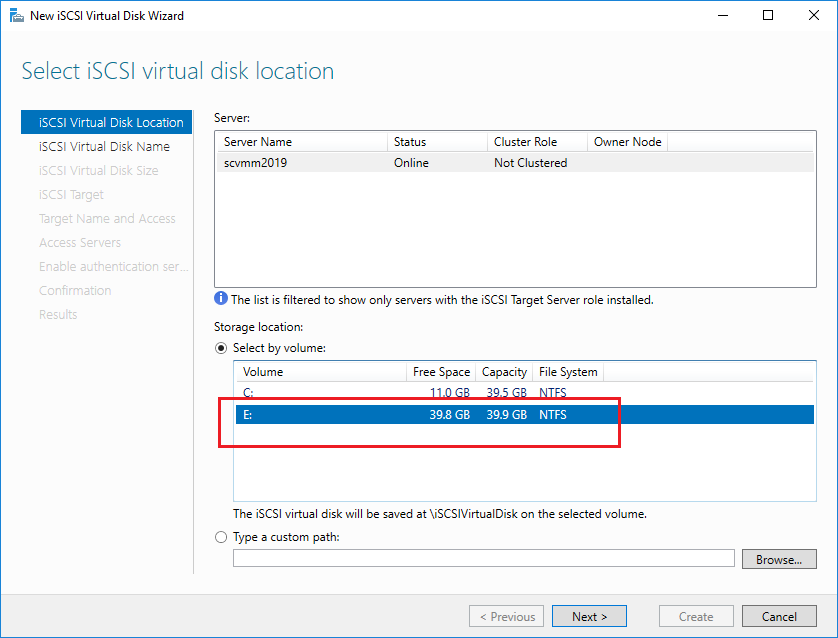 New iSCSI Virtual Disk Wizard
Select iSCSI virtual disk location
iSCSI Virtual Disk Location
iSCSI Virtual Disk Name
iSCSI Virtual Disk Size
iSCSI Target
Target Name and Access
Access Servers
Enable authentication ser...
Confirmation
Results
Server:
Server Name Status Cluster Role Owner Node
scvmm2019 Online Not Clustered
The list is filtered to show only servers with the iSCSI Target Server role installed.
Storage location:
Select by volume:
Volume Free Space Capacity File System
C: 11.0 GB 39.5 GB NTFS
E: 39.8 GB 39.9 GB NTFS
The iSCSI virtual disk will be saved at \iSCSIVirtualDisk on the selected volume.
Type a custom path:
Browse...
< Previous Next > Create Cancel